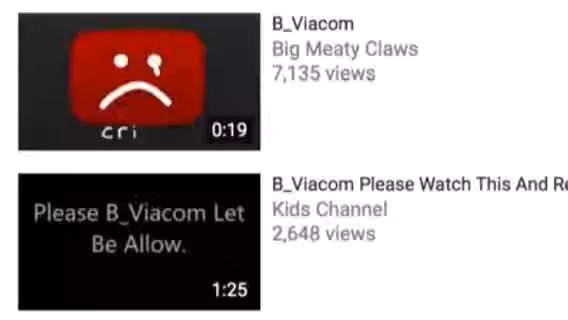 B_Viacom
Big Meaty Claws
7,135 views
cri
0:19
B_Viacom Please Watch This And Re
Kids Channel
2,648 views
Please B_Viacom Let
Be Allow.
1:25